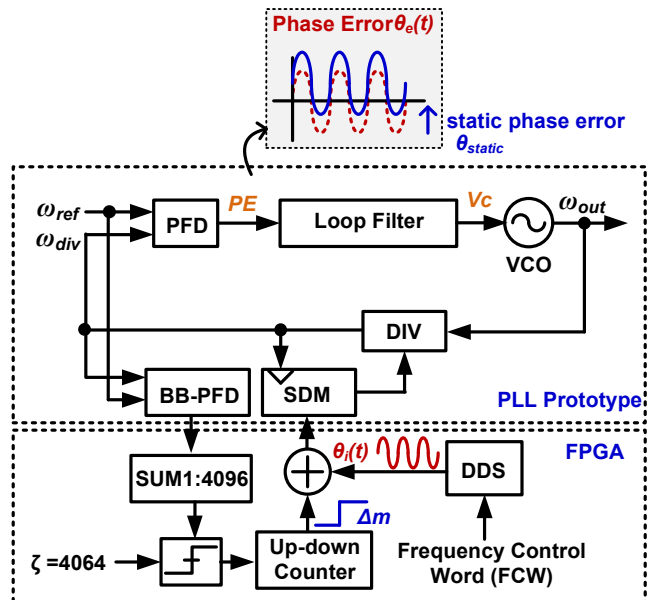 Phase Errorθe(t)
static phase error
θstatic
ωref
ωdiv
PFD
PE
Loop Filter
Vc
ωout
VCO
DIV
BB-PFD
SDM
PLL Prototype
FPGA
SUM1:4096
θi(t)
DDS
Δm
ζ =4064
Up-down
Counter
Frequency Control
Word (FCW)